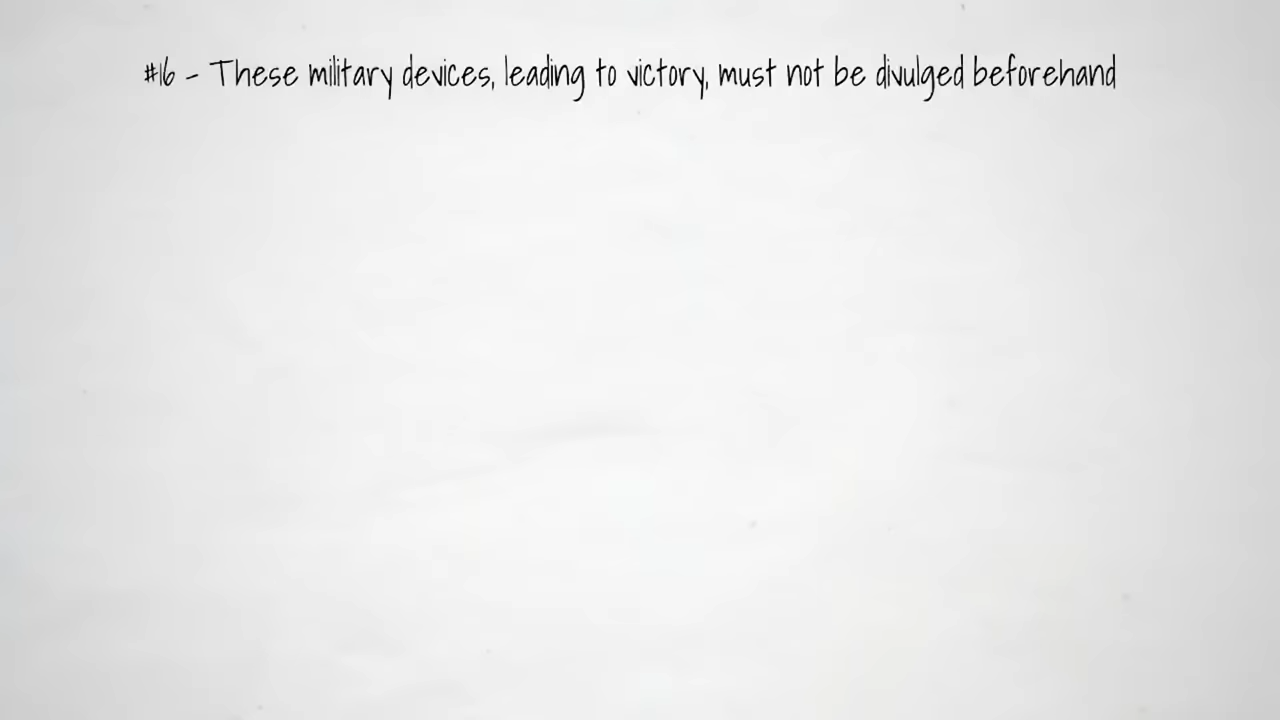 #16 - These military devices, leading to victory, must not be divulged beforehand